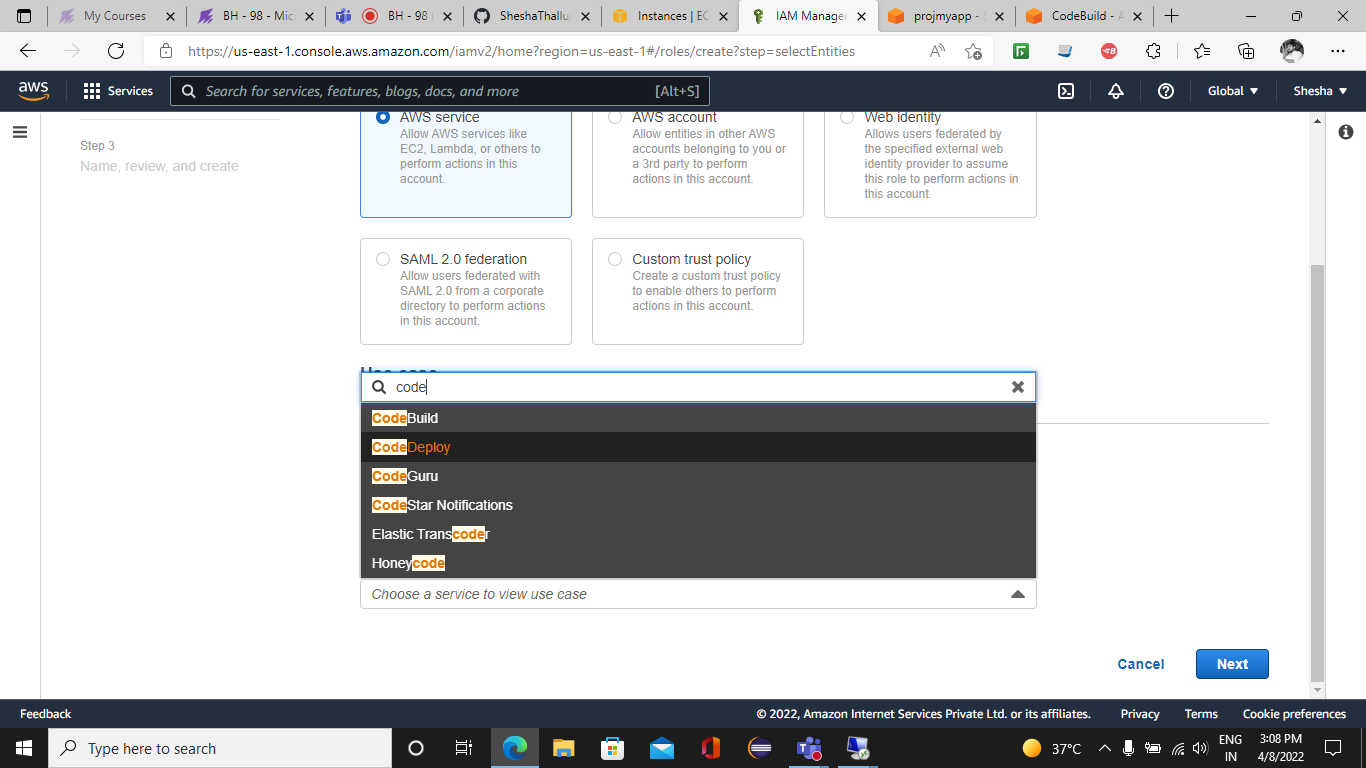 My Courses
BH - 98 - Mic
BH - 98 |
SheshaThallu
Instances | EC
IAM Manager
projmyapp - S
CodeBuild - A
https://us-east-1.console.aws.amazon.com/iamv2/home?region=us-east-1#/roles/create?step=selectEntities
aws
Services
Search for services, features, blogs, docs, and more
[Alt+S]
Global
Shesha
Step 3
Name, review, and create
AWS service
Allow AWS services like
EC2, Lambda, or others to
perform actions in this
account.
AWS account
Allow entities in other AWS
accounts belonging to you or
a 3rd party to perform
actions in this account.
Web identity
Allows users federated by
the specified external web
identity provider to assume
this role to perform actions in
this account.
SAML 2.0 federation
Allow users federated with
SAML 2.0 from a corporate
directory to perform actions
in this account.
Custom trust policy
Create a custom trust policy
to enable others to perform
actions in this account.
Use case
code
CodeBuild
CodeDeploy
CodeGuru
CodeStar Notifications
Elastic Transcoder
Honeycode
Choose a service to view use case
Cancel
Next
Feedback
© 2022, Amazon Internet Services Private Ltd. or its affiliates.
Privacy
Terms
Cookie preferences
Type here to search
37°C
ENG
IN
3:08 PM
4/8/2022